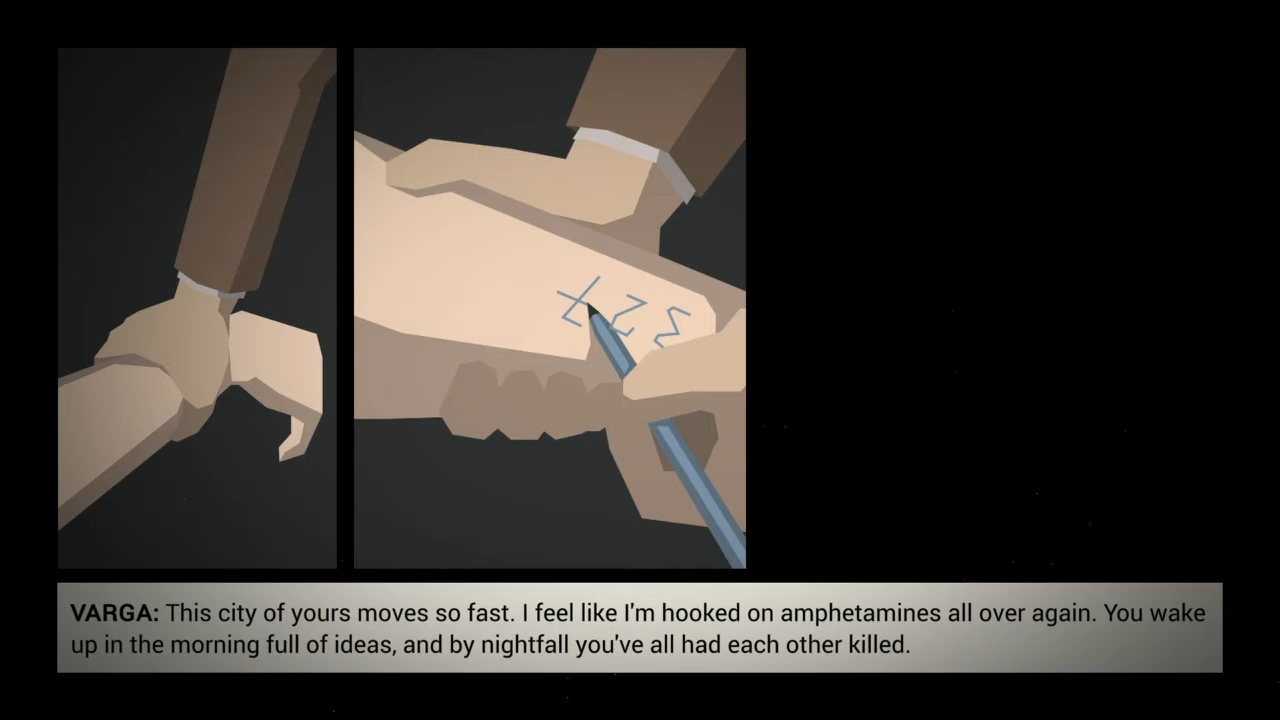 VARGA: This city of yours moves so fast. I feel like I'm hooked on amphetamines all over again. You wake
up in the morning full of ideas, and by nightfall you've all had each other killed.